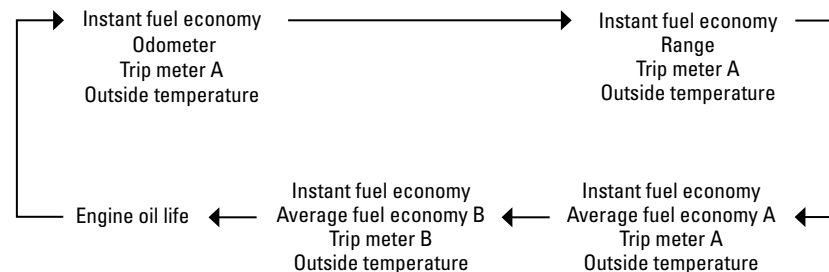 Instant fuel economy
Odometer
Trip meter A
Outside temperature
Instant fuel economy
Range
Trip meter A
Outside temperature
Engine oil life
Instant fuel economy
Average fuel economy B
Trip meter B
Outside temperature
Instant fuel economy
Average fuel economy A
Trip meter A
Outside temperature